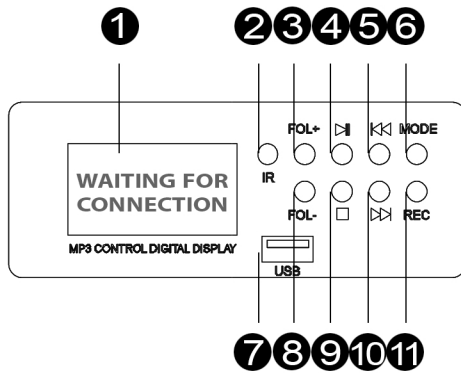 1 2 3 4 5 6
FOL+ MODE
IR
WAITING FOR
CONNECTION
FOL- REC
MP3 CONTROL DIGITAL DISPLAY
USB
7 8 9 10 11